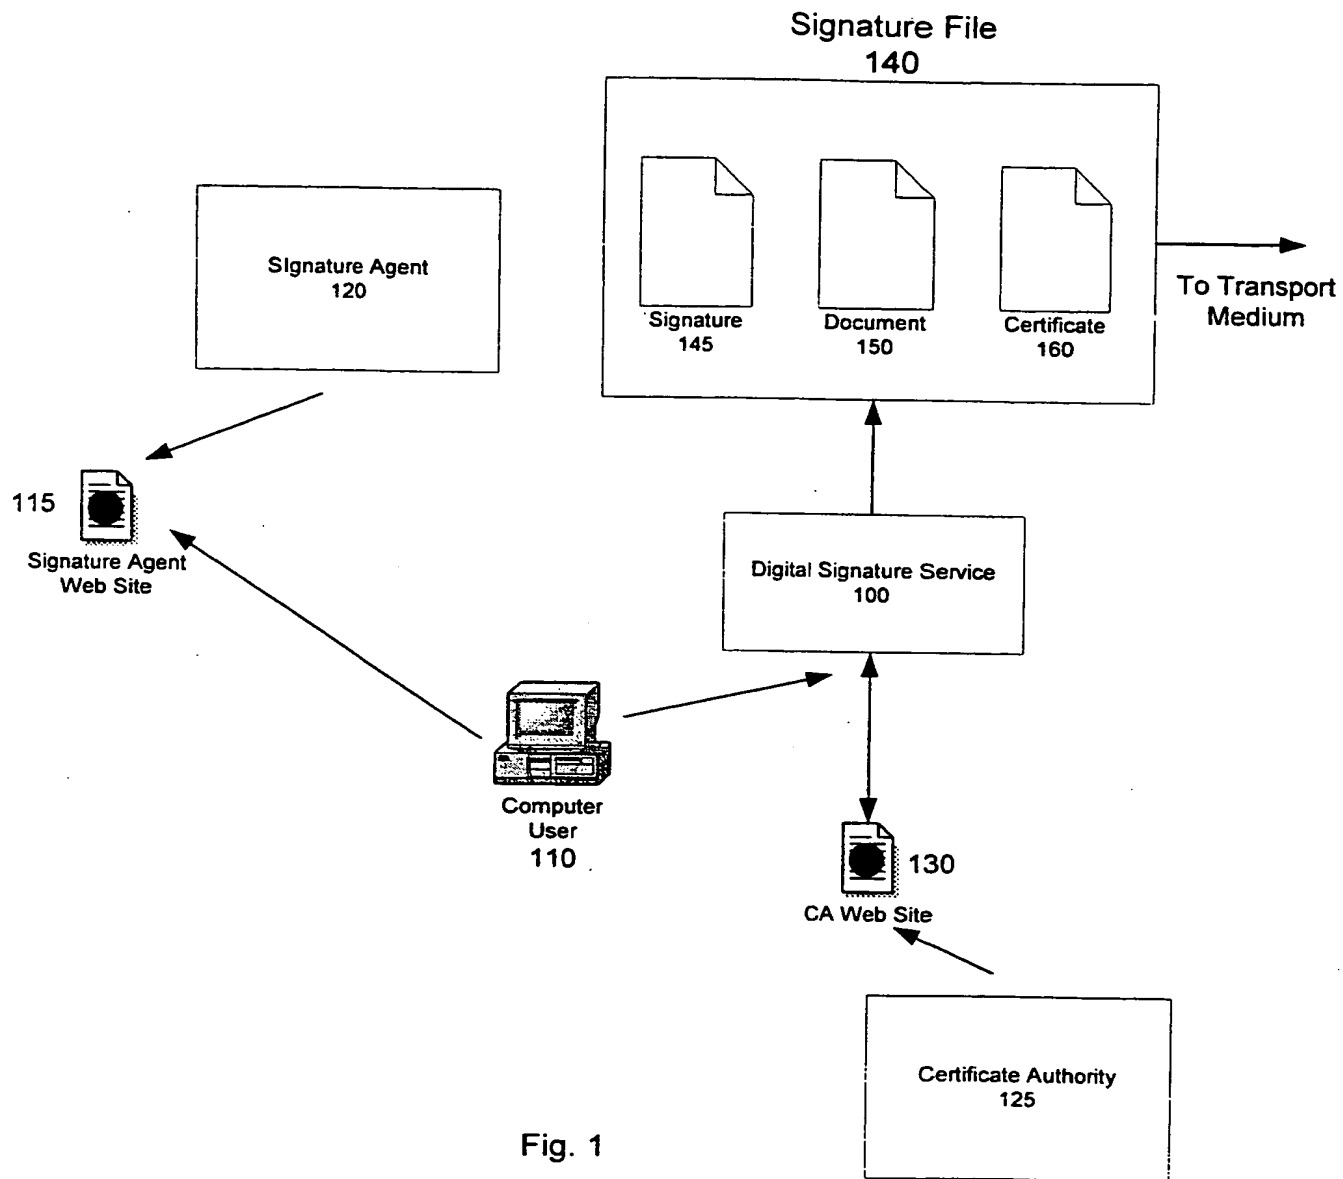 Signature File
140
SIgnature Agent
120
Signature
145
Document
150
Certificate
160
To Transport
Medium
115
Signature Agent
Web Site
Digital Signature Service
100
Computer
User
110
130
CA Web Site
Certificate Authority
125
Fig. 1